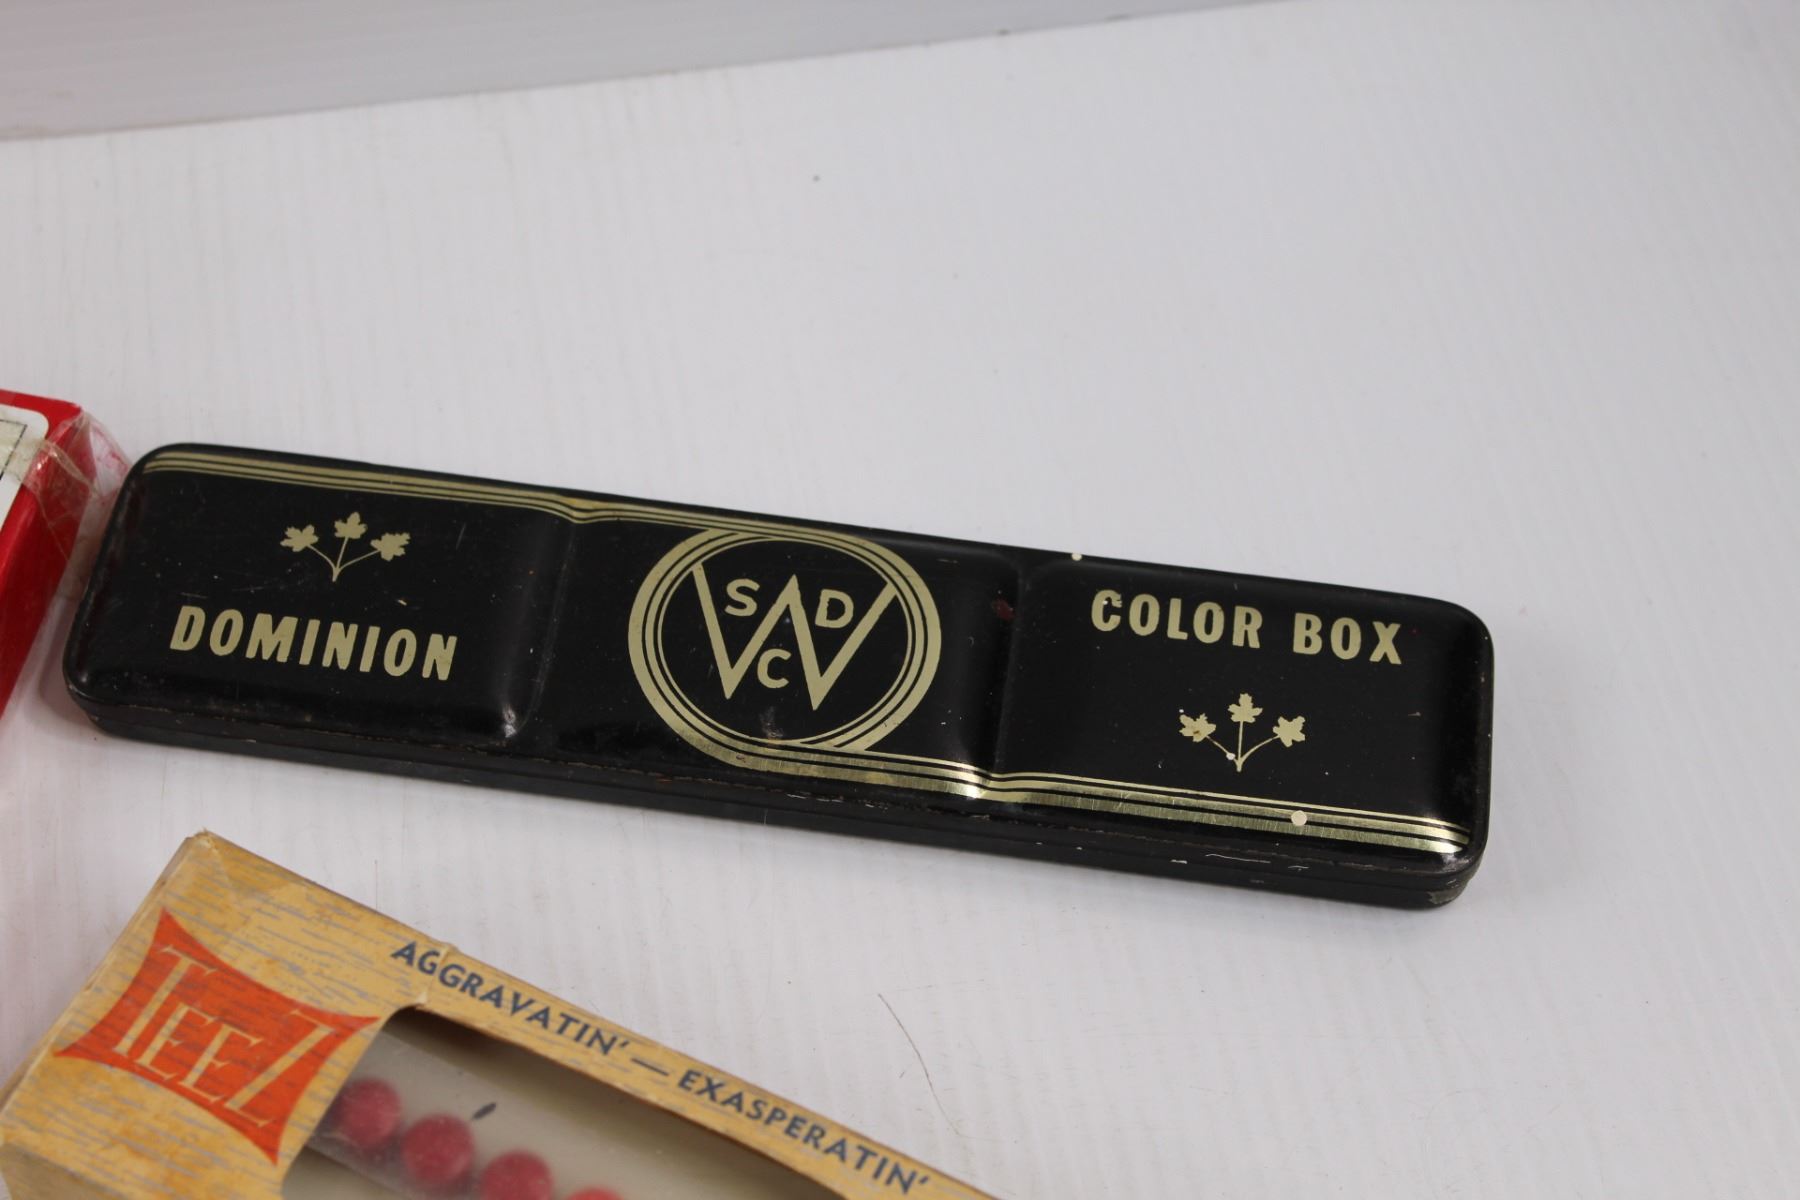 DOMINION
S D
W
C
COLOR BOX
TEEZ
AGGRAVATIN' — EXASPERATIN'